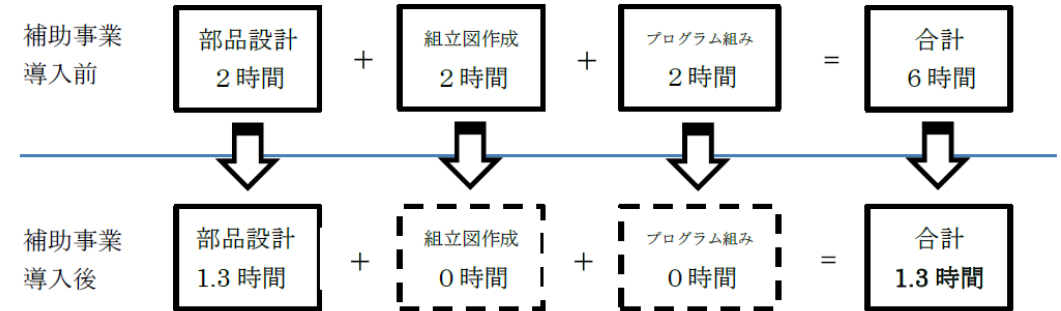 補助事業
導入前
部品設計
2時間
+
組立図作成
2時間
+
プログラム組み
2時間
=
合計
6時間
補助事業
導入後
部品設計
1.3時間
+
組立図作成
0時間
+
プログラム組み
0時間
=
合計
1.3時間